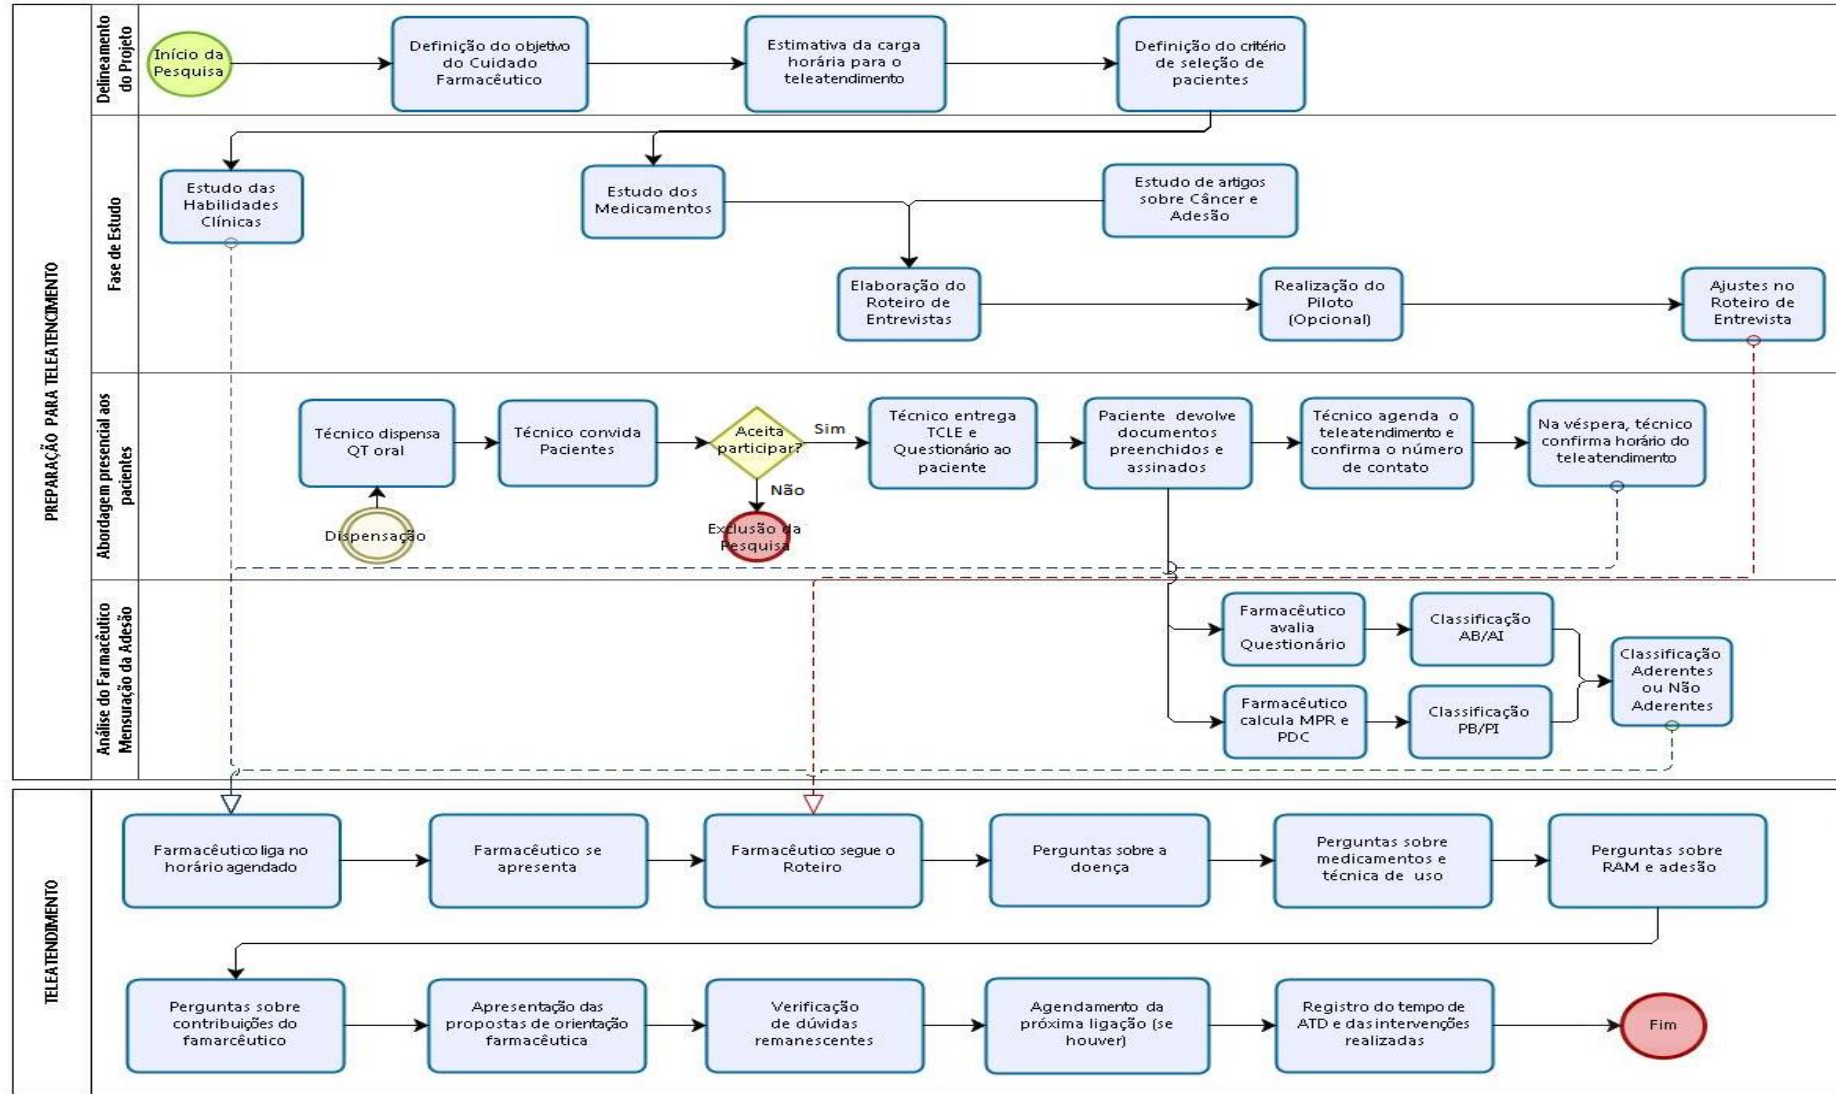 PREPARAÇÃO PARA TELEATENCIMENTO
Delineamento
do Projeto
Início da
Pesquisa
Definição do objetivo
do Cuidado
Farmacêutico
Estimativa da carga
horária para o
teleatendimento
Definição do critério
de seleção de
pacientes
Fase de Estudo
Estudo das
Habilidades
Clínicas
Estudo dos
Medicamentos
Estudo de artigos
sobre Câncer e
Adesão
Elaboração do
Roteiro de
Entrevistas
Realização do
Piloto
(Opcional)
Ajustes no
Roteiro de
Entrevista
Abordagem presencial aos
pacientes
Dispensação
Técnico dispensa
QT oral
Técnico convida
Pacientes
Aceita
participar?
Sim
Não
Exclusão da
Pesquisa
Técnico entrega
TCLE e
Questionário ao
paciente
Paciente devolve
documentos
preenchidos e
assinados
Técnico agenda o
teleatendimento e
confirma o número
de contato
Na véspera, técnico
confirma horário do
teleatendimento
Análise do Farmacêutico
Mensuração da Adesão
Farmacêutico
avalia
Questionário
Classificação
AB/AI
Farmacêutico
calcula MPR e
PDC
Classificação
PB/PI
Classificação
Aderentes
ou Não
Aderentes
TELEATENDIMENTO
Farmacêutico liga no
horário agendado
Farmacêutico se
apresenta
Farmacêutico segue o
Roteiro
Perguntas sobre a
doença
Perguntas sobre
medicamentos e
técnica de uso
Perguntas sobre
RAM e adesão
Perguntas sobre
contribuições do
famarcêutico
Apresentação das
propostas de orientação
farmacêutica
Verificação
de dúvidas
remanescentes
Agendamento da
próxima ligação (se
houver)
Registro do tempo de
ATD e das intervenções
realizadas
Fim